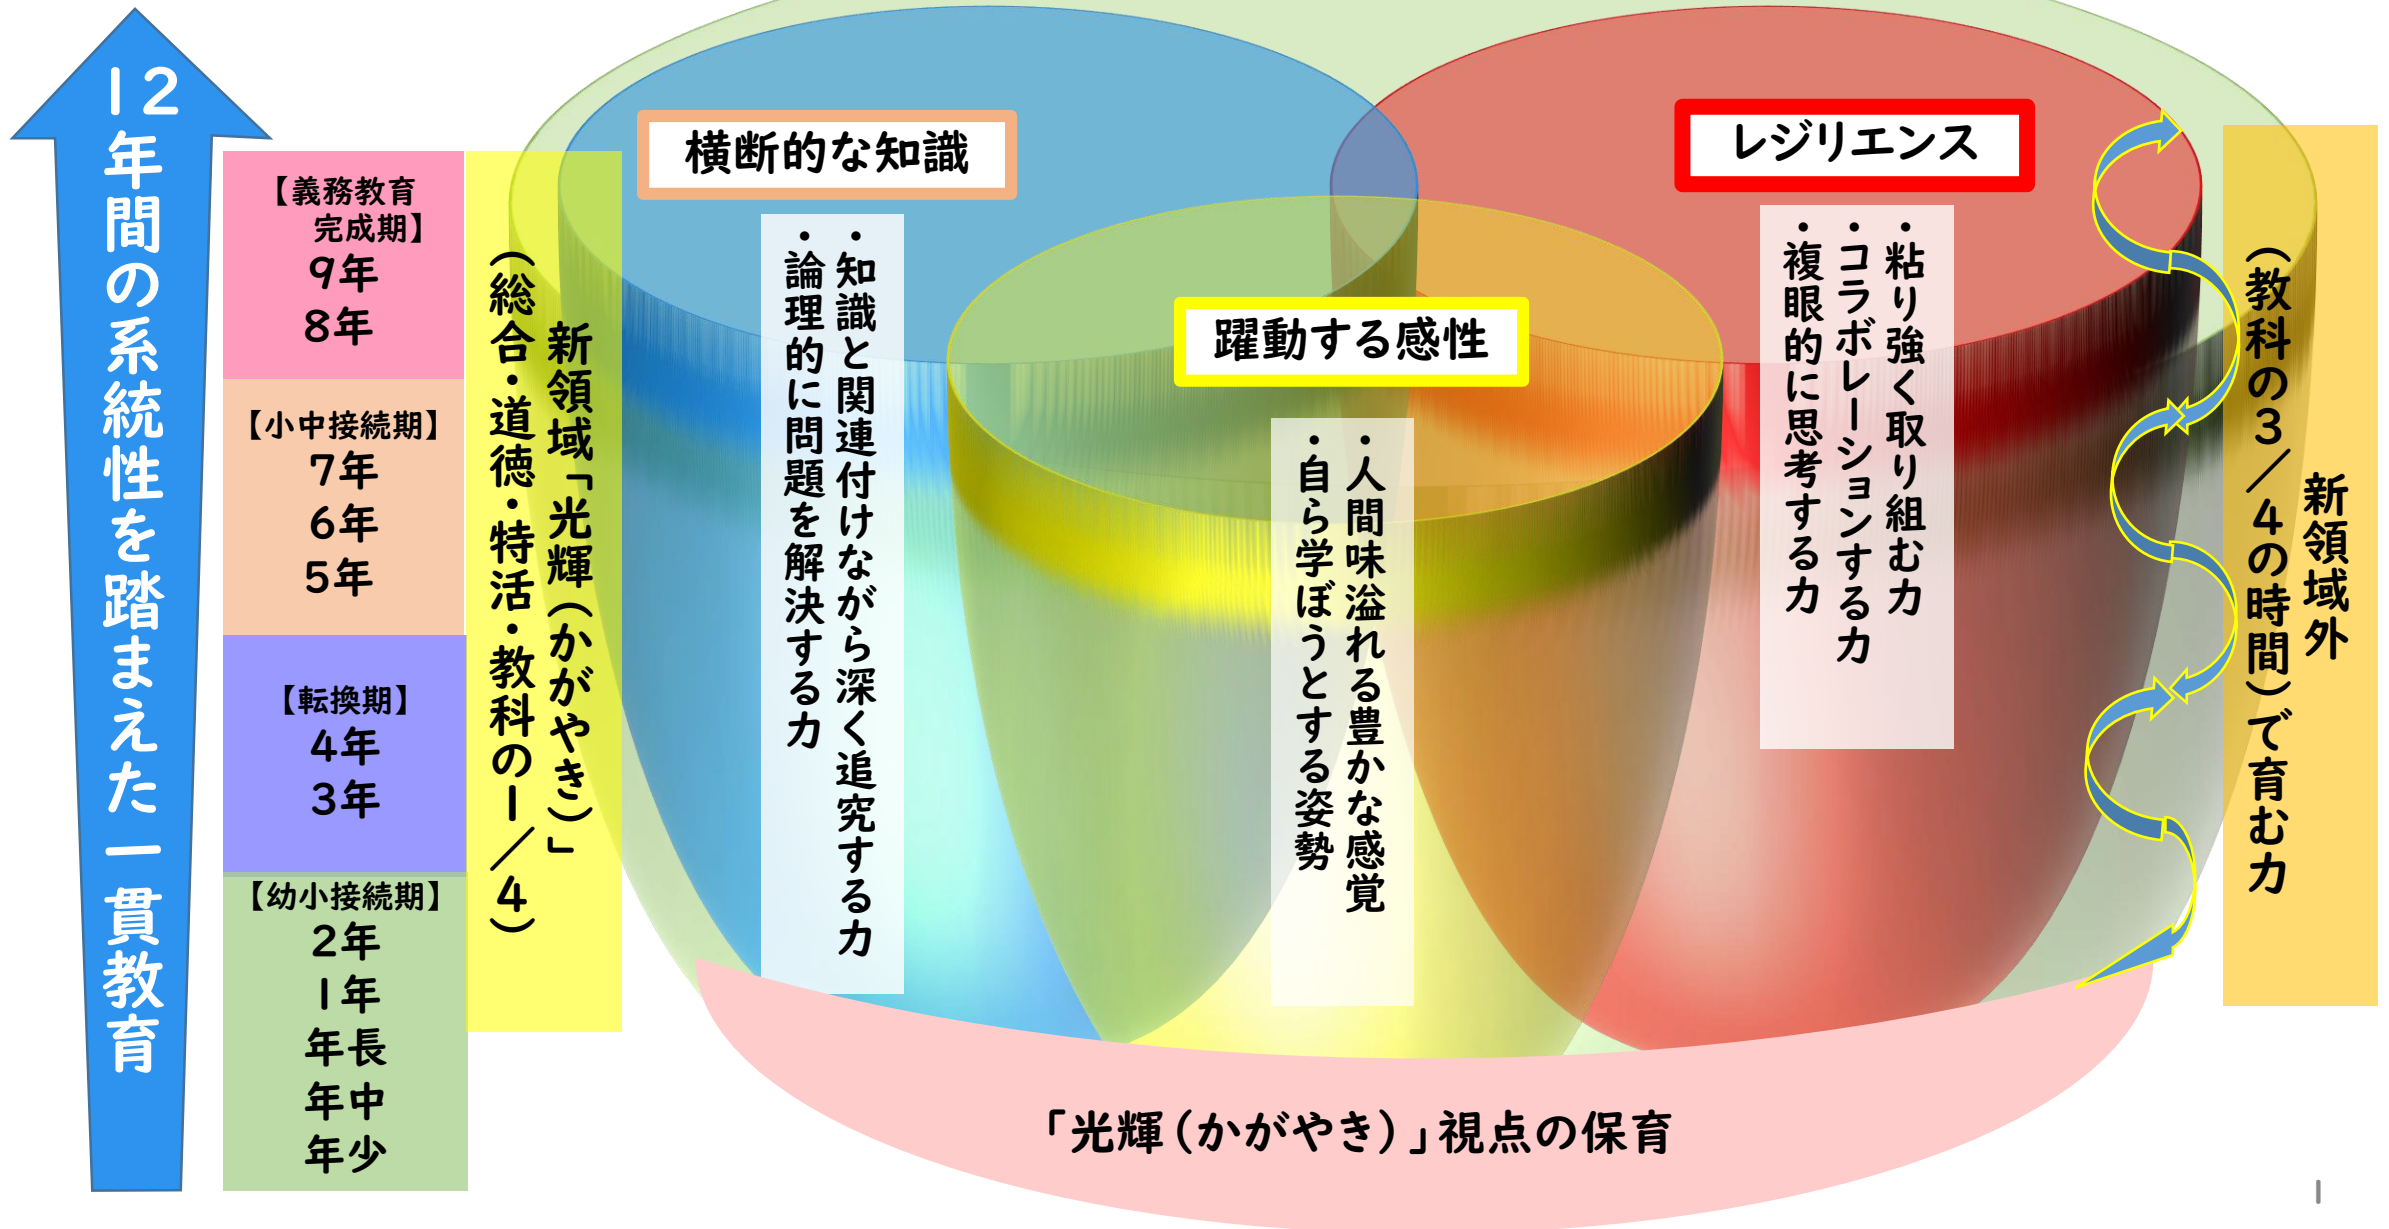 12年間の系統性を踏まえた一貫教育
【義務教育
完成期】
9年
8年
【小中接続期】
7年
6年
5年
【転換期】
4年
3年
【幼小接続期】
2年
1年
年長
年中
年少
新領域「光輝(かがやき)」
(総合・道徳・特活・教科の1/4)
横断的な知識
・知識と関連付けながら深く追究する力
・論理的に問題を解決する力
躍動する感性
・人間味溢れる豊かな感覚
・自ら学ぼうとする姿勢
レジリエンス
・粘り強く取り組む力
・コラボレーションする力
・複眼的に思考する力
新領域外
(教科の3/4の時間)で育む力
「光輝(かがやき)」視点の保育
1